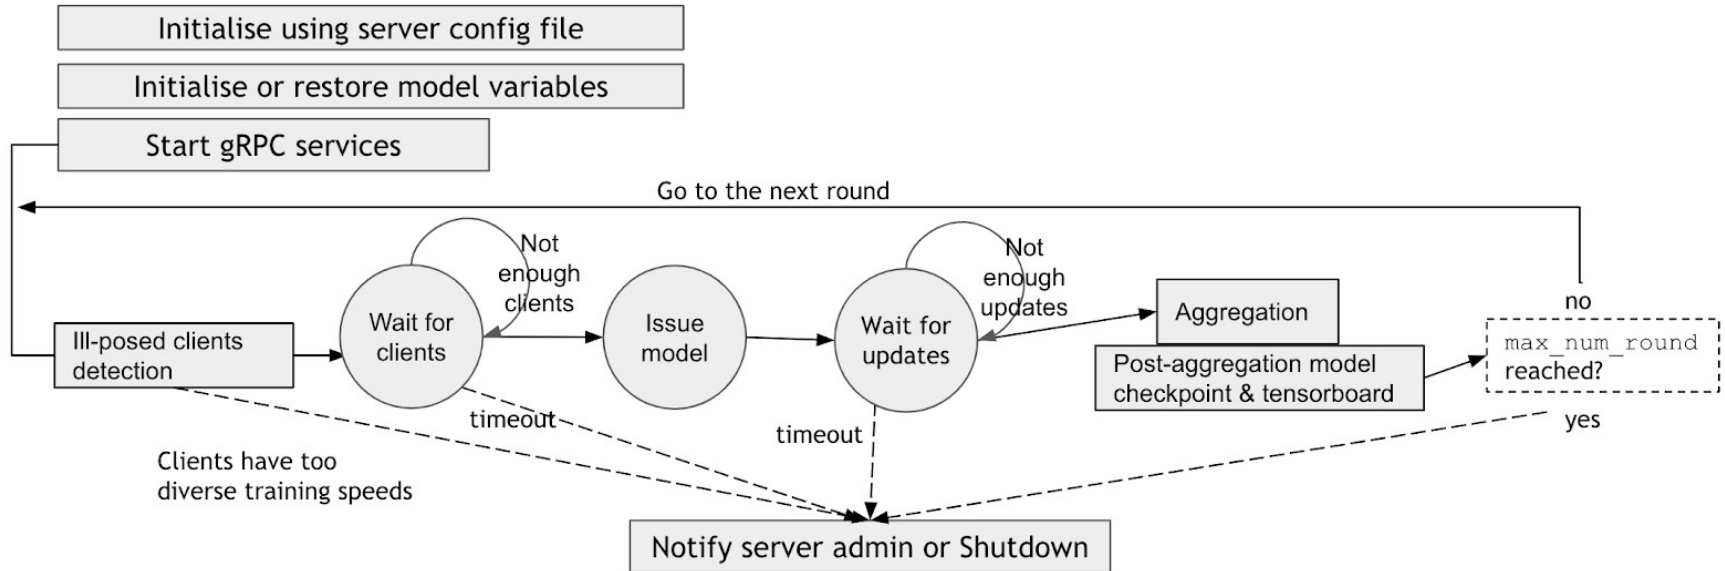 Initialise using server config file
Initialise or restore model variables
Start gRPC services
Go to the next round
Not
enough
clients
Not
enough
updates
Ill-posed clients
detection
Wait for
clients
Issue
model
Wait for
updates
Aggregation
Post-aggregation model
checkpoint & tensorboard
no
max_num_round
reached?
yes
timeout
timeout
Clients have too
diverse training speeds
Notify server admin or Shutdown